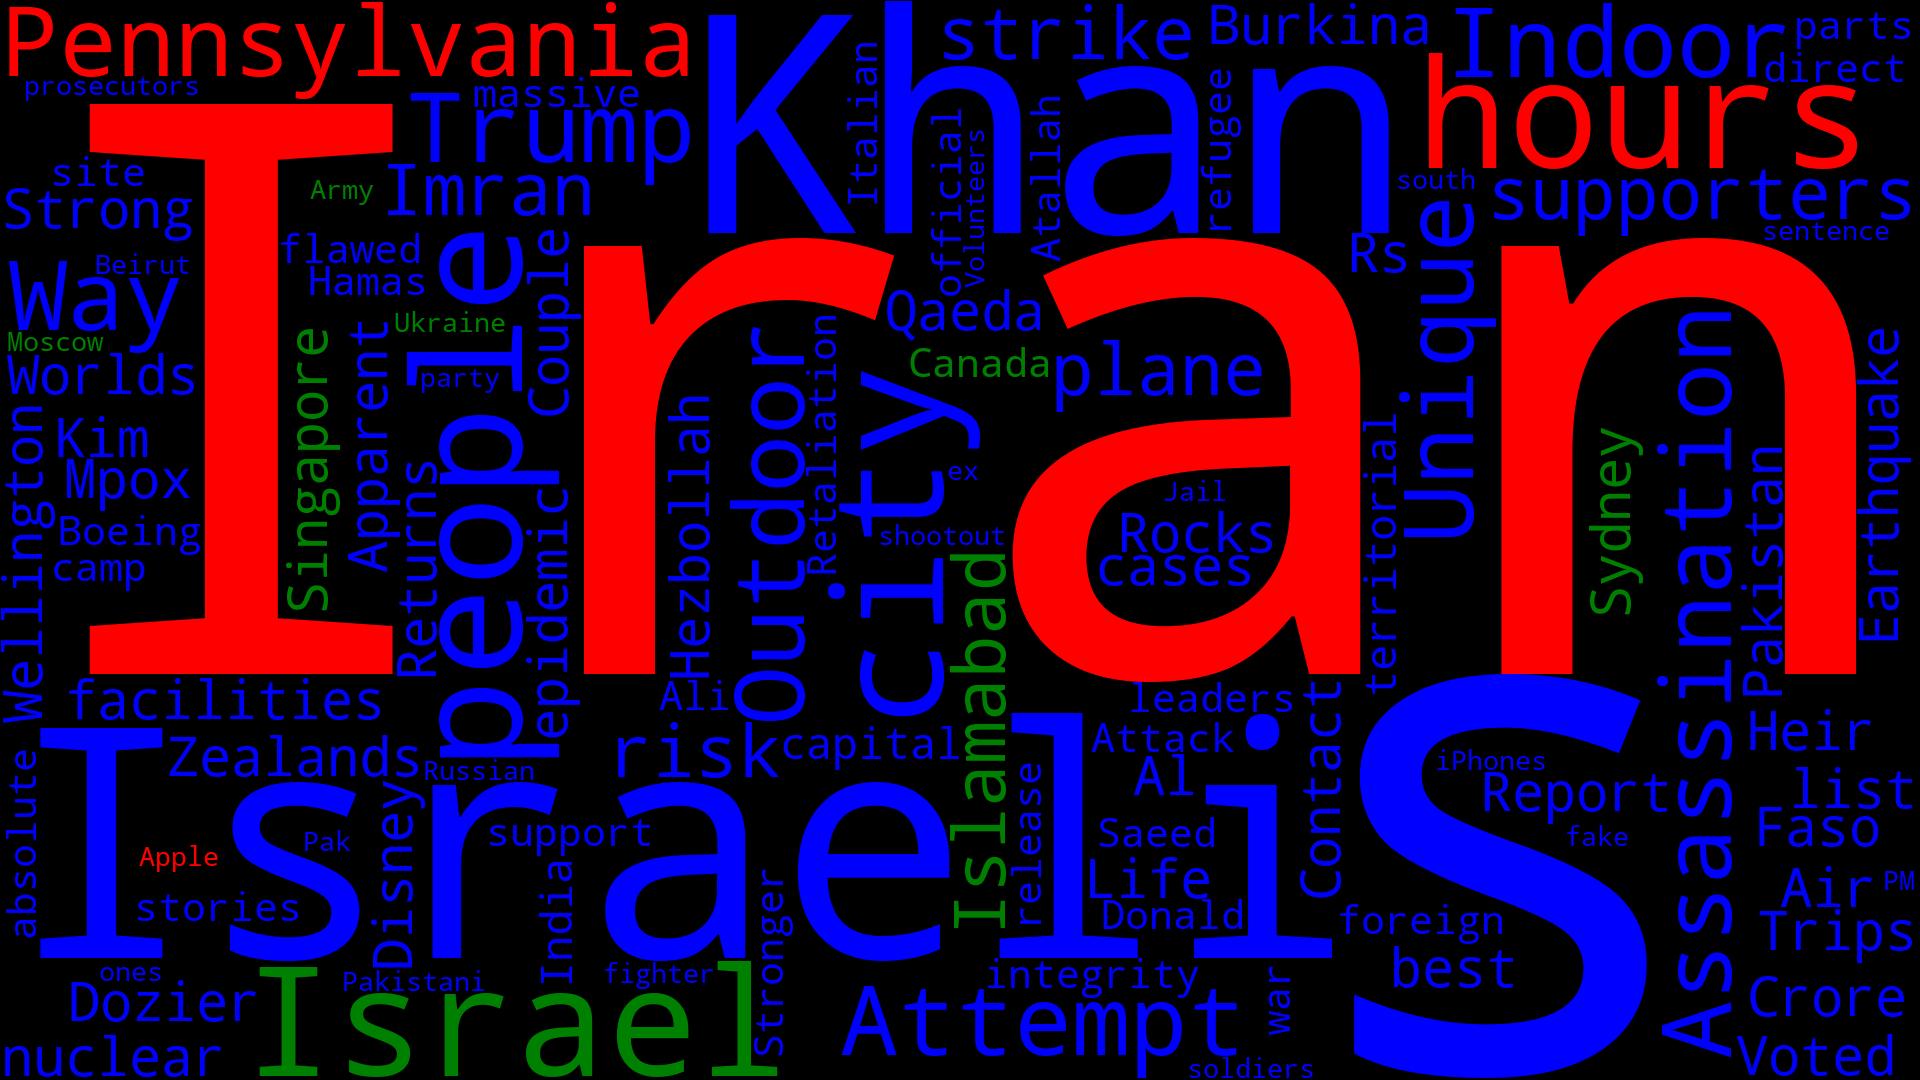 Pennsylvania
Khan
strike
Burkina
Indoor
parts
direct
prosecutors
massive
Trump
Italian
hours
Iran
site
Army
Imran
official
Volunteers
Atallah
refugee
south
supporters
Strong
flawed
Hamas
people
Couple
Rs
Unique
sentence
Way
Beirut
Ukraine
Qaeda
Moscow
Worlds
Singapore
Apparent
party
Outdoor
Retaliation
city
Canada
plane
Assassination
Earthquake
Wellington
Kim
Mpox
Returns
epidemic
Hezbollah
ex
Jail
Rocks
cases
territorial
Sydney
Pakistan
Boeing
camp
shootout
Islamabad
facilities
Ali
leaders
Contact
Zealands
risk
capital
Attack
Heir
absolute
Israelis
Russian
Al
iPhones
Report
list
Disney
support
release
Saeed
fake
Faso
Apple
Pak
Life
Air
PM
stories
India
Stronger
Donald
foreign
Trips
ones
Pakistani
fighter
integrity
best
Dozier
Israel
Attempt
war
Crore
nuclear
soldiers
Voted